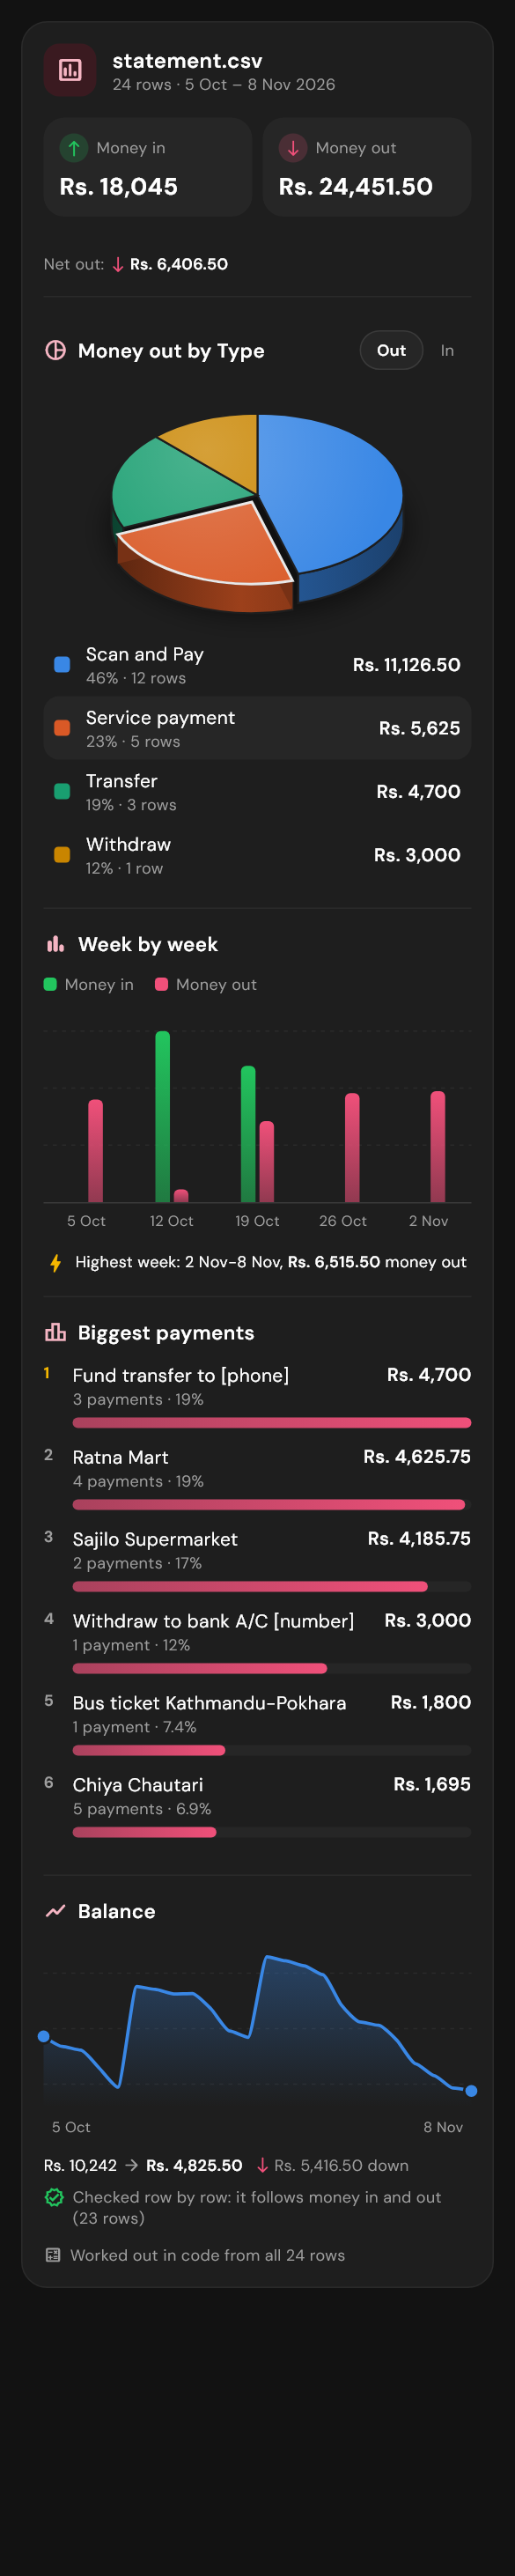 statement.csv
24 rows · 5 Oct – 8 Nov 2026
Money in
Rs. 18,045
Money out
Rs. 24,451.50
Net out: ↓ Rs. 6,406.50
Money out by Type
Out
In
Scan and Pay
46% · 12 rows
Rs. 11,126.50
Service payment
23% · 5 rows
Rs. 5,625
Transfer
19% · 3 rows
Rs. 4,700
Withdraw
12% · 1 row
Rs. 3,000
Week by week
Money in
Money out
5 Oct
12 Oct
19 Oct
26 Oct
2 Nov
Highest week: 2 Nov–8 Nov, Rs. 6,515.50 money out
Biggest payments
1
Fund transfer to [phone]
Rs. 4,700
3 payments · 19%
2
Ratna Mart
Rs. 4,625.75
4 payments · 19%
3
Sajilo Supermarket
Rs. 4,185.75
2 payments · 17%
4
Withdraw to bank A/C [number]
Rs. 3,000
1 payment · 12%
5
Bus ticket Kathmandu-Pokhara
Rs. 1,800
1 payment · 7.4%
6
Chiya Chautari
Rs. 1,695
5 payments · 6.9%
Balance
5 Oct
8 Nov
Rs. 10,242 → Rs. 4,825.50 ↓ Rs. 5,416.50 down
Checked row by row: it follows money in and out
(23 rows)
Worked out in code from all 24 rows